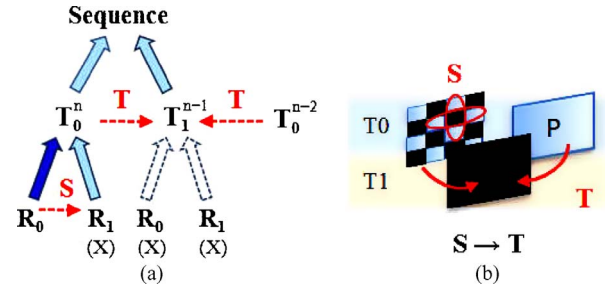 Sequence
T₀ⁿ T T₁ⁿ⁻¹ T T₀ⁿ⁻²
S
R₀ R₁ R₀ R₁
(X) (X) (X)
(a)
S
T0 P
T1 T
S → T
(b)